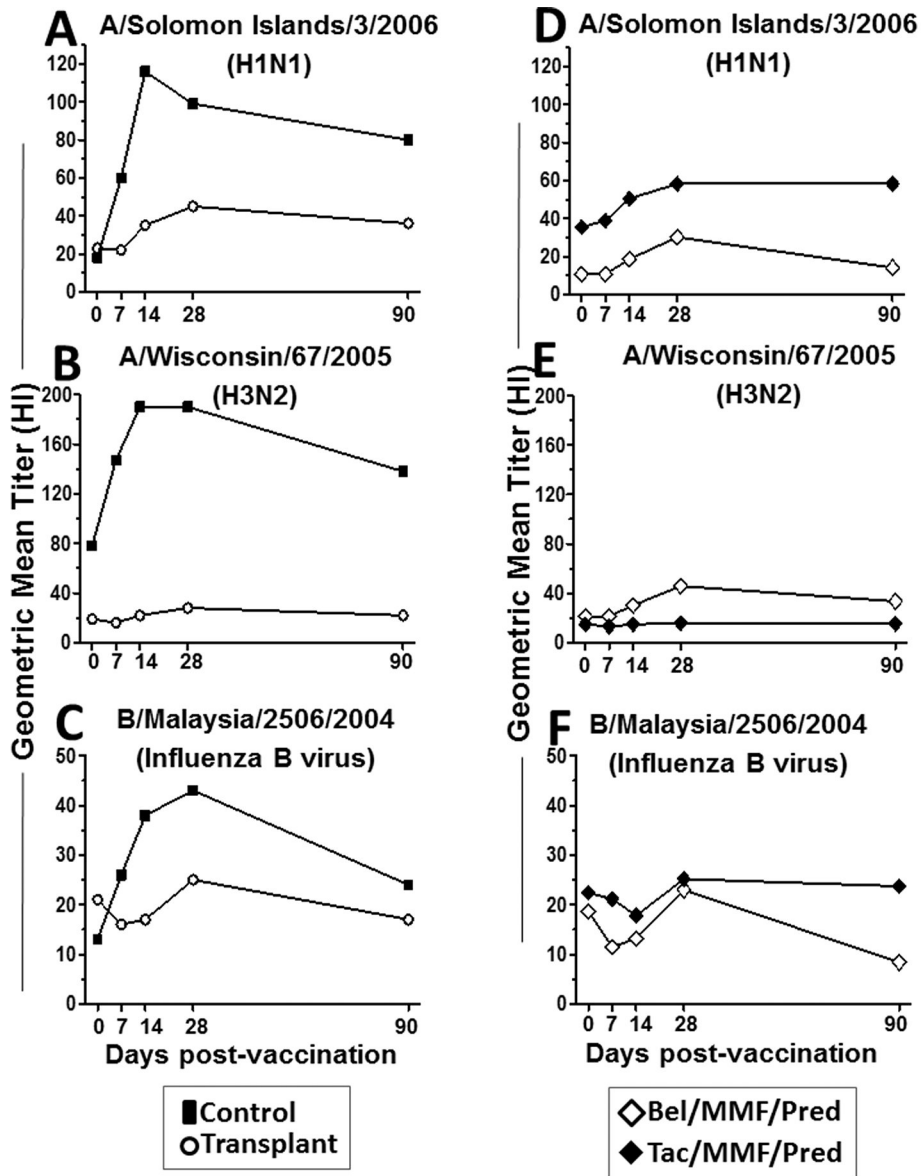 A
A/Solomon Islands/3/2006
(H1N1)
120
100
80
60
40
20
0
0 7 14 28 90
B
A/Wisconsin/67/2005
(H3N2)
200
160
120
80
40
0
0 7 14 28 90
C
B/Malaysia/2506/2004
(Influenza B virus)
50
40
30
20
10
0
0 7 14 28 90
Days post-vaccination
Geometric Mean Titer (HI)
Control
Transplant
D
A/Solomon Islands/3/2006
(H1N1)
120
100
80
60
40
20
0
0 7 14 28 90
E
A/Wisconsin/67/2005
(H3N2)
200
160
120
80
40
0
0 7 14 28 90
F
B/Malaysia/2506/2004
(Influenza B virus)
50
40
30
20
10
0
0 7 14 28 90
Days post-vaccination
Geometric Mean Titer (HI)
Bel/MMF/Pred
Tac/MMF/Pred